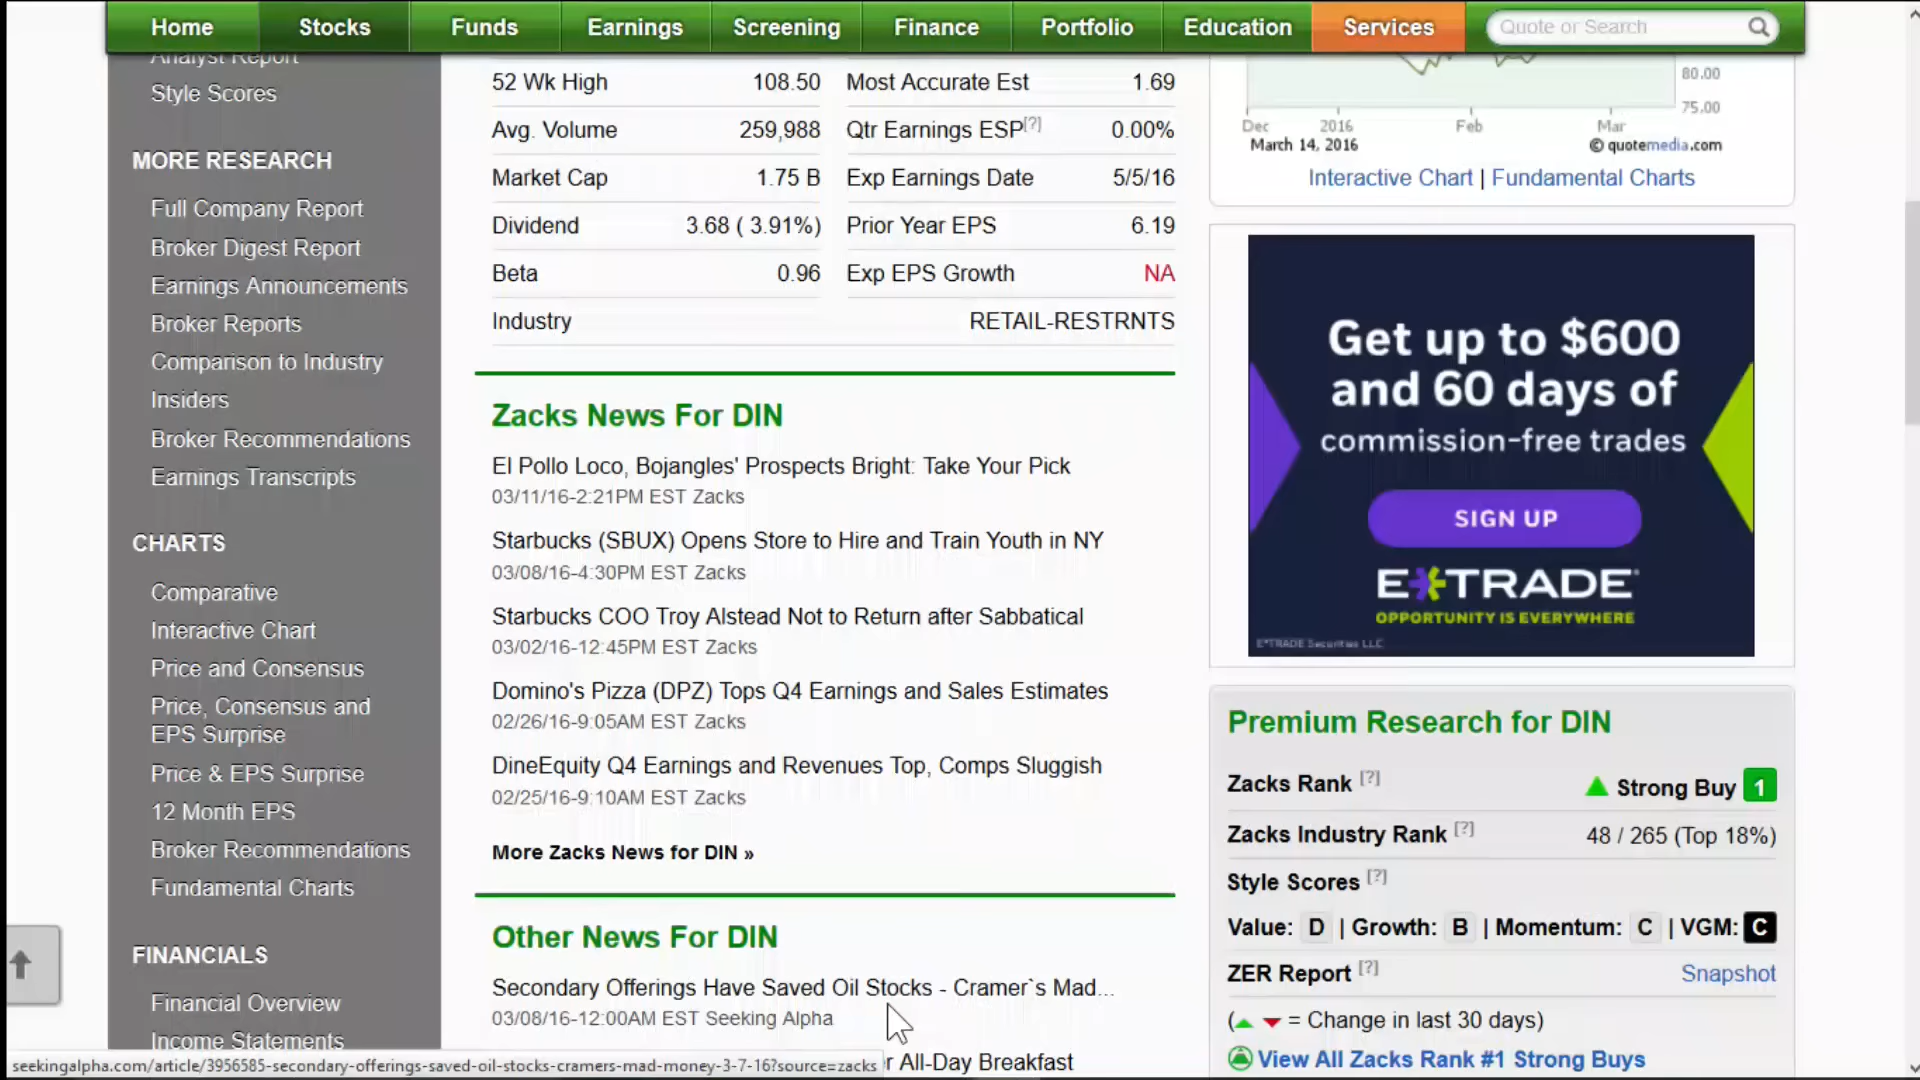 Home
Stocks
Funds
Earnings
Screening
Finance
Portfolio
Education
Services
Quote or Search
Analyst Report
Style Scores
MORE RESEARCH
Full Company Report
Broker Digest Report
Earnings Announcements
Broker Reports
Comparison to Industry
Insiders
Broker Recommendations
Earnings Transcripts
CHARTS
Comparative
Interactive Chart
Price and Consensus
Price, Consensus and
EPS Surprise
Price & EPS Surprise
12 Month EPS
Broker Recommendations
Fundamental Charts
FINANCIALS
Financial Overview
Income Statements
52 Wk High 108.50
Avg. Volume 259,988
Market Cap 1.75 B
Dividend 3.68 ( 3.91%)
Beta 0.96
Most Accurate Est 1.69
Qtr Earnings ESP[?] 0.00%
Exp Earnings Date 5/5/16
Prior Year EPS 6.19
Exp EPS Growth NA
Industry RETAIL-RESTRNTS
Zacks News For DIN
El Pollo Loco, Bojangles' Prospects Bright: Take Your Pick
03/11/16-2:21PM EST Zacks
Starbucks (SBUX) Opens Store to Hire and Train Youth in NY
03/08/16-4:30PM EST Zacks
Starbucks COO Troy Alstead Not to Return after Sabbatical
03/02/16-12:45PM EST Zacks
Domino's Pizza (DPZ) Tops Q4 Earnings and Sales Estimates
02/26/16-9:05AM EST Zacks
DineEquity Q4 Earnings and Revenues Top, Comps Sluggish
02/25/16-9:10AM EST Zacks
More Zacks News for DIN »
Other News For DIN
Secondary Offerings Have Saved Oil Stocks - Cramer`s Mad...
03/08/16-12:00AM EST Seeking Alpha
r All-Day Breakfast
80.00
75.00
Dec 2016 Feb Mar
March 14, 2016 © quotemedia.com
Interactive Chart | Fundamental Charts
Get up to $600
and 60 days of
commission-free trades
SIGN UP
E*TRADE
OPPORTUNITY IS EVERYWHERE
E*TRADE Securities LLC
Premium Research for DIN
Zacks Rank [?] Strong Buy 1
Zacks Industry Rank [?] 48 / 265 (Top 18%)
Style Scores [?]
Value: D | Growth: B | Momentum: C | VGM: C
ZER Report [?] Snapshot
( = Change in last 30 days)
View All Zacks Rank #1 Strong Buys
seekingalpha.com/article/3956585-secondary-offerings-saved-oil-stocks-cramers-mad-money-3-7-16?source=zacks